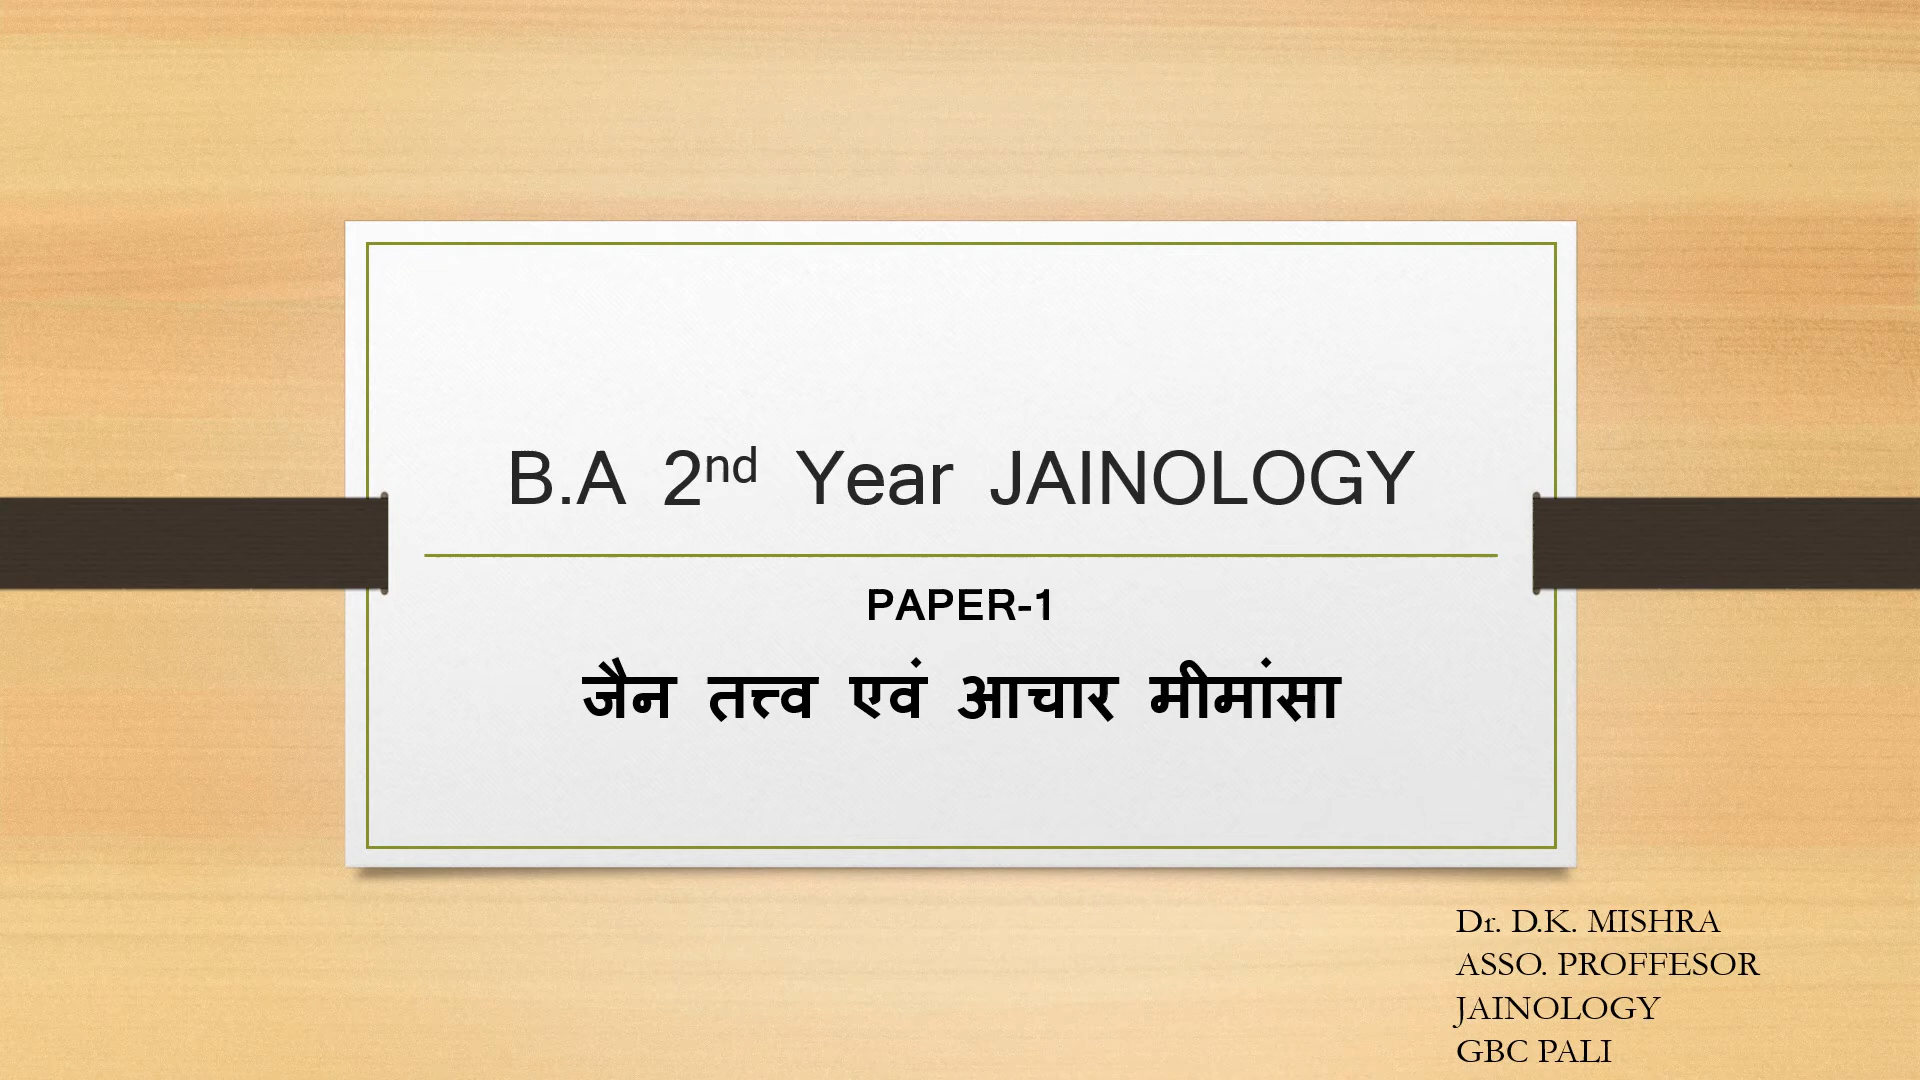 B.A 2nd Year JAINOLOGY
PAPER-1
जैन तत्त्व एवं आचार मीमांसा
Dr. D.K. MISHRA
ASSO. PROFFESOR
JAINOLOGY
GBC PALI